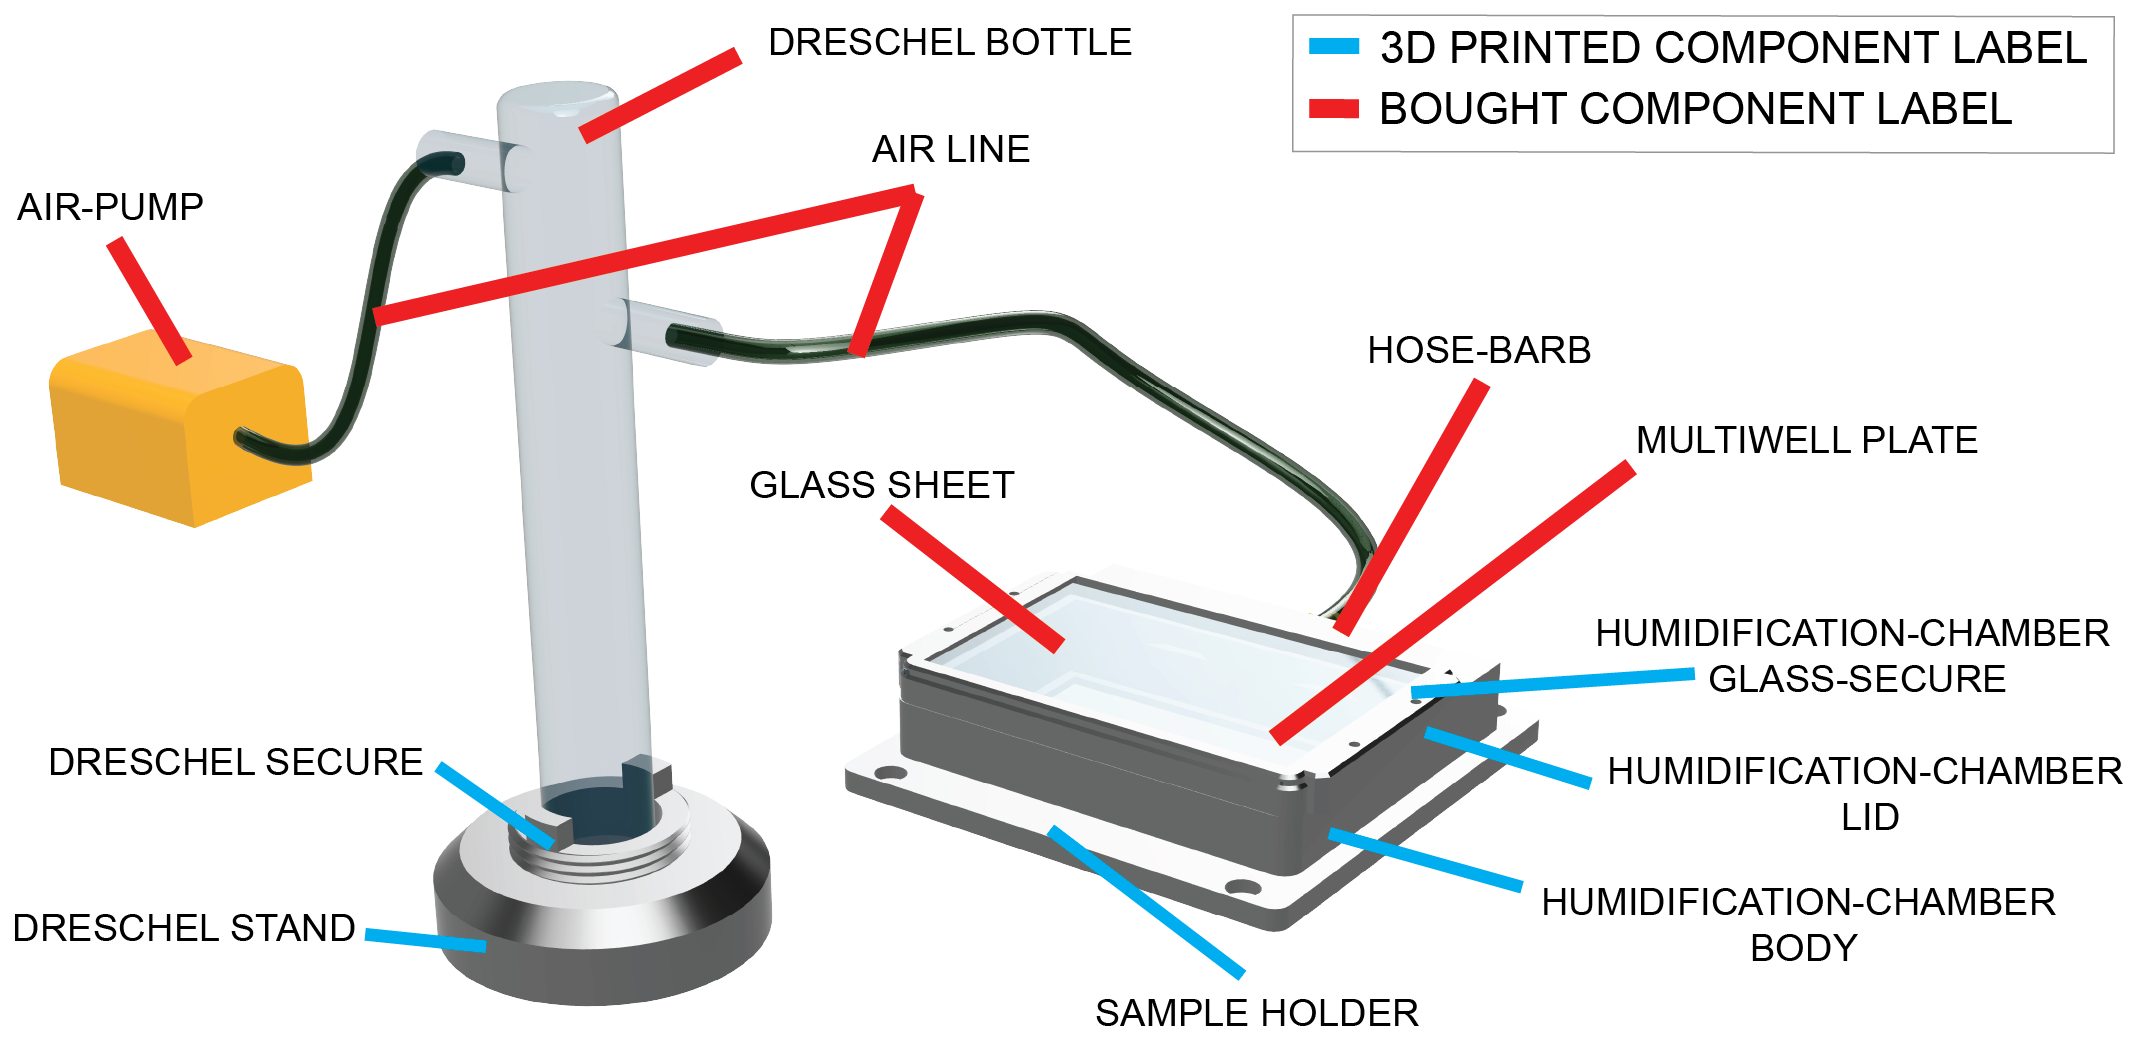 DRESCHEL BOTTLE
3D PRINTED COMPONENT LABEL
BOUGHT COMPONENT LABEL
AIR LINE
AIR-PUMP
HOSE-BARB
MULTIWELL PLATE
GLASS SHEET
HUMIDIFICATION-CHAMBER
GLASS-SECURE
DRESCHEL SECURE
HUMIDIFICATION-CHAMBER
LID
HUMIDIFICATION-CHAMBER
BODY
DRESCHEL STAND
SAMPLE HOLDER